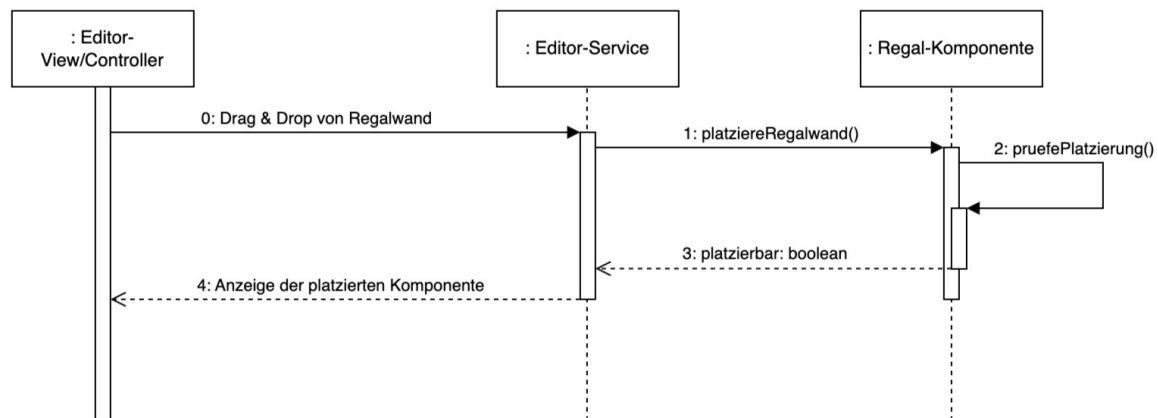 : Editor-
View/Controller
: Editor-Service
: Regal-Komponente
0: Drag & Drop von Regalwand
1: platziereRegalwand()
2: pruefePlatzierung()
3: platzierbar: boolean
4: Anzeige der platzierten Komponente